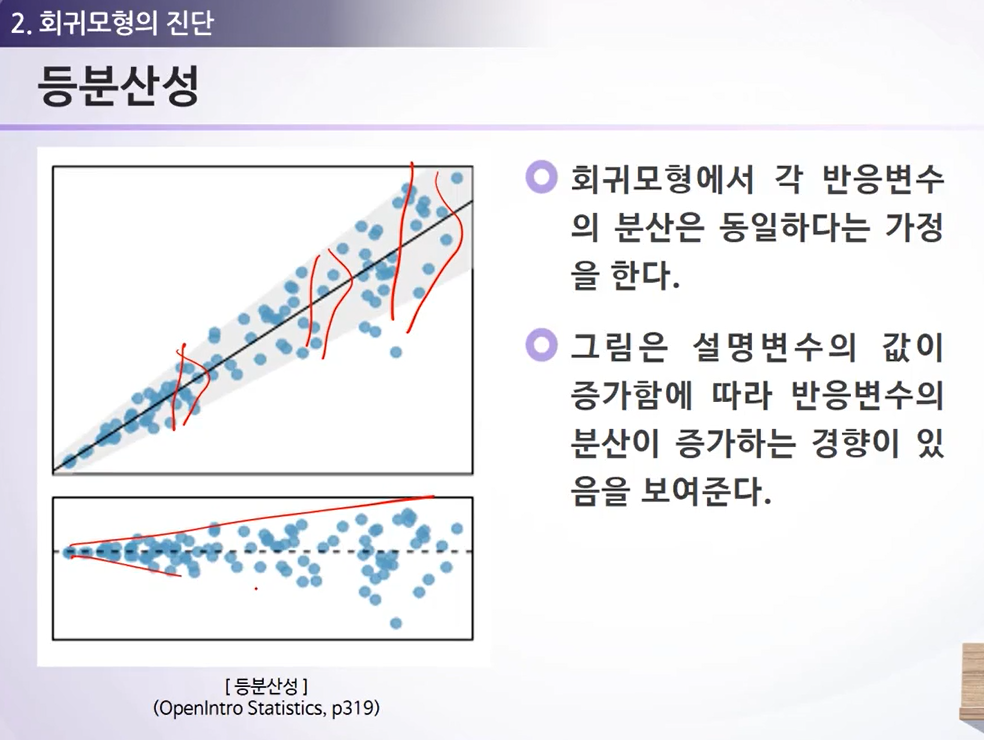 2. 회귀모형의 진단
등분산성
회귀모형에서 각 반응변수
의 분산은 동일하다는 가정
을 한다.
그림은 설명변수의 값이
증가함에 따라 반응변수의
분산이 증가하는 경향이 있
음을 보여준다.
[ 등분산성 ]
(OpenIntro Statistics, p319)